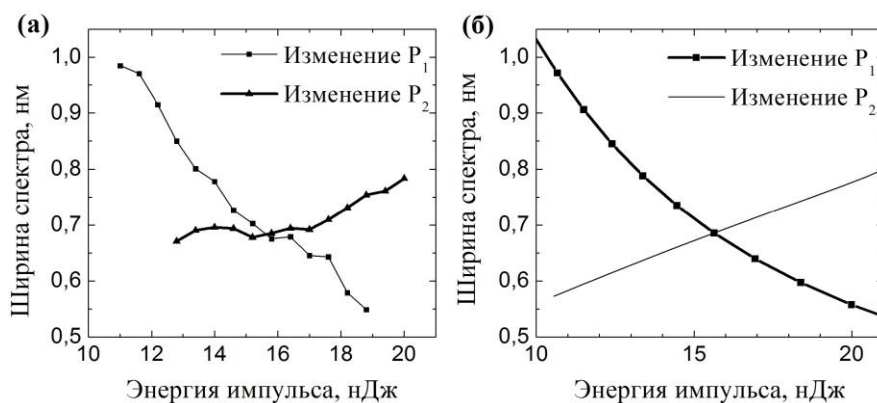 (а)
Изменение P1
Изменение P2
Ширина спектра, нм
1,0
0,9
0,8
0,7
0,6
0,5
10 12 14 16 18 20
Энергия импульса, нДж
(б)
Изменение P1
Изменение P2
Ширина спектра, нм
1,0
0,9
0,8
0,7
0,6
0,5
10 15 20
Энергия импульса, нДж